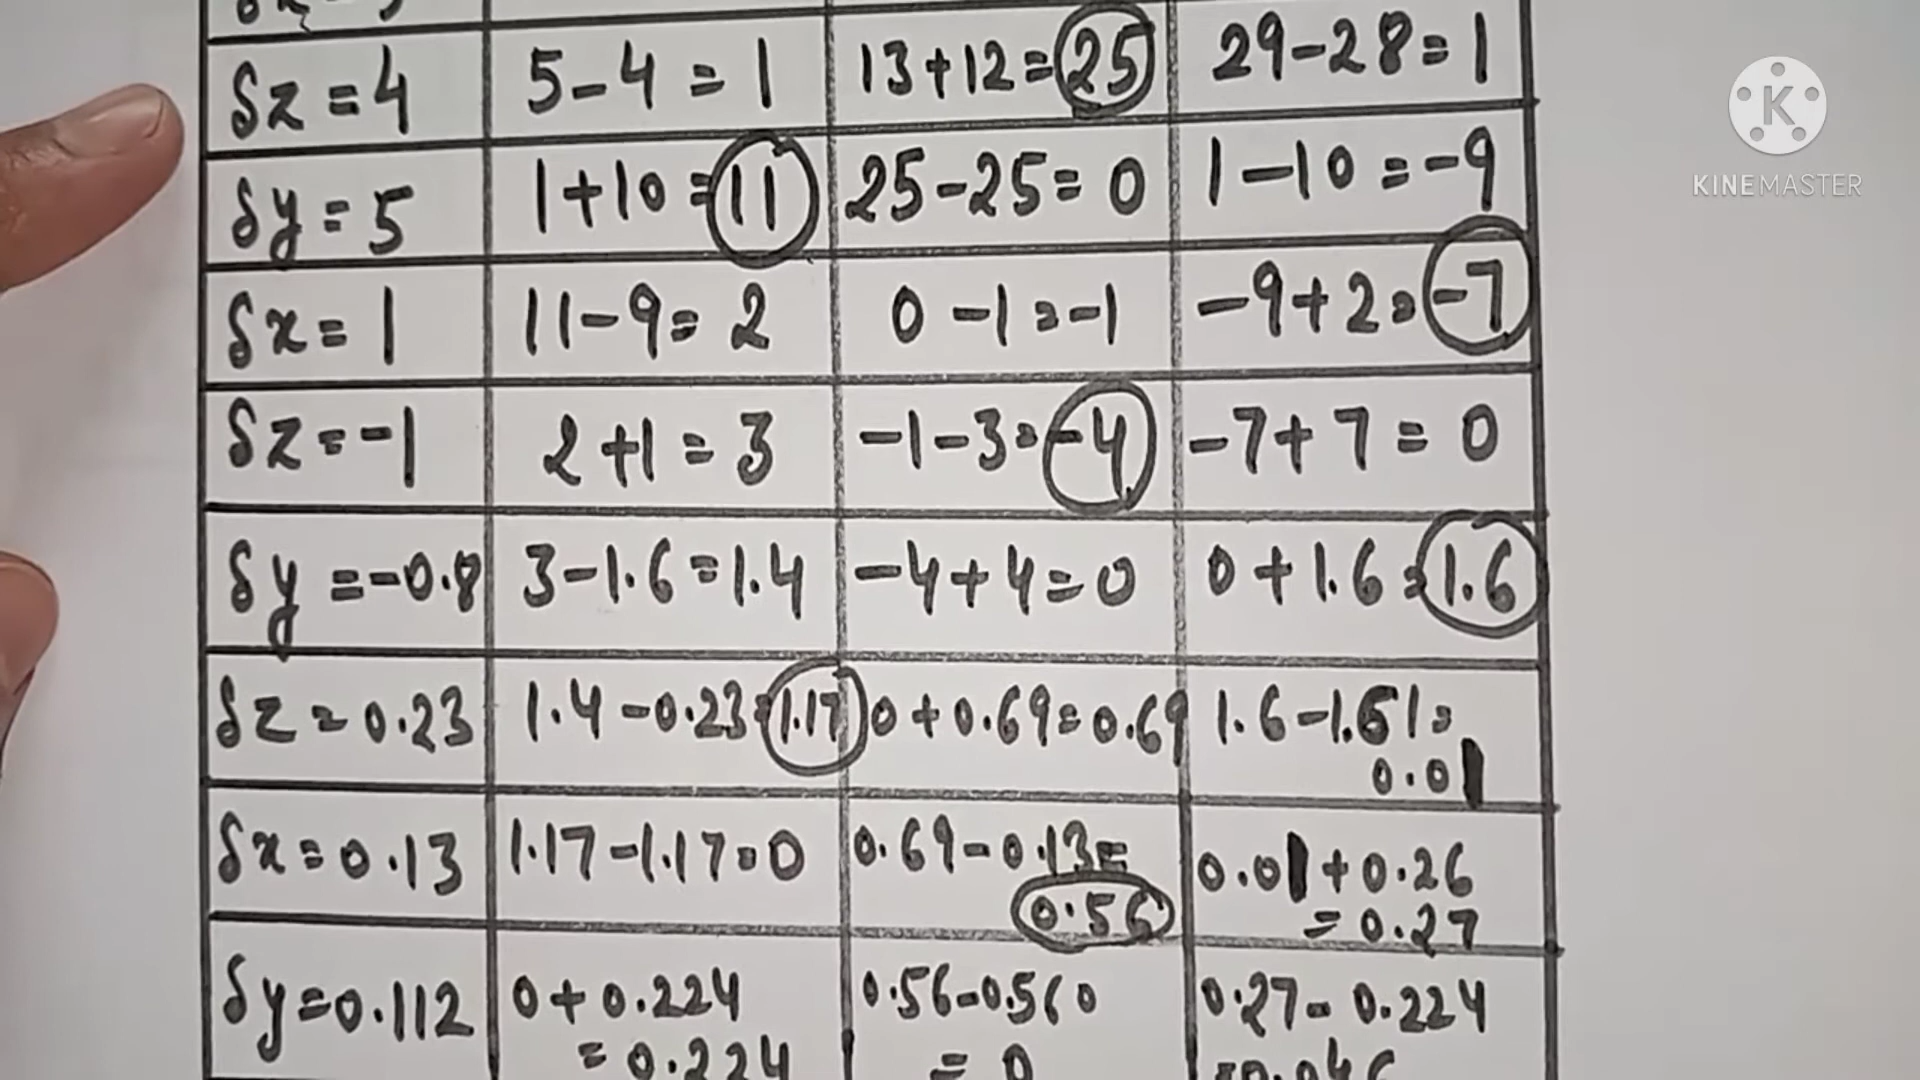 δz = 4 5-4 = 1 13+12 = 25 29-28 = 1
δy = 5 1+10 = 11 25-25 = 0 1-10 = -9
δx = 1 11-9 = 2 0-1 = -1 -9+2 = -7
δz = -1 2+1 = 3 -1-3 = -4 -7+7 = 0
δy = -0.8 3-1.6 = 1.4 -4+4 = 0 0+1.6 = 1.6
δz = 0.23 1.4-0.23 = 1.17 0+0.69 = 0.69 1.6-1.61 =
0.01
δx = 0.13 1.17-1.17 = 0 0.69-0.13 = 0.01+0.26
0.56 = 0.27
δy = 0.112 0+0.224 0.56-0.560 0.27-0.224
= 0.224 = 0 = 0.046
K
KINEMASTER